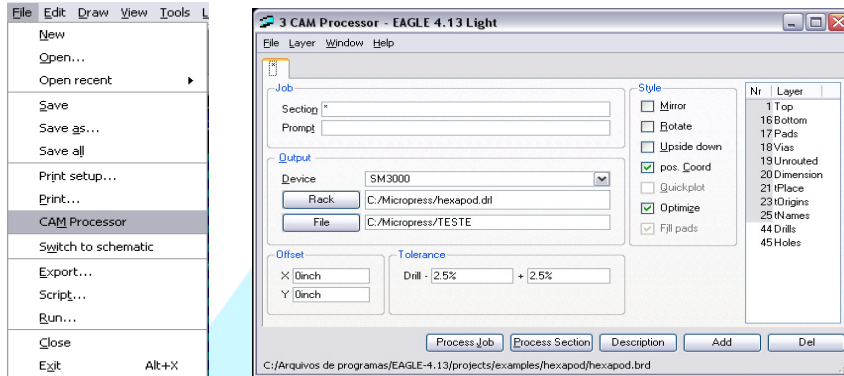 File Edit Draw View Tools L
New
Open...
Open recent
Save
Save as...
Save all
Print setup...
Print...
CAM Processor
Switch to schematic
Export...
Script...
Run...
Close
Exit Alt+X
3 CAM Processor - EAGLE 4.13 Light
File Layer Window Help
*
Job
Section *
Prompt
Output
Device SM3000
Rack C:/Micropress/hexapod.drl
File C:/Micropress/TESTE
Offset
X 0inch
Y 0inch
Tolerance
Drill - 2.5% + 2.5%
Style
Mirror
Rotate
Upside down
pos. Coord
Quickplot
Optimize
Fill pads
Nr Layer
1 Top
16 Bottom
17 Pads
18 Vias
19 Unrouted
20 Dimension
21 tPlace
23 tOrigins
25 tNames
44 Drills
45 Holes
Process Job Process Section Description Add Del
C:/Arquivos de programas/EAGLE-4.13/projects/examples/hexapod/hexapod.brd